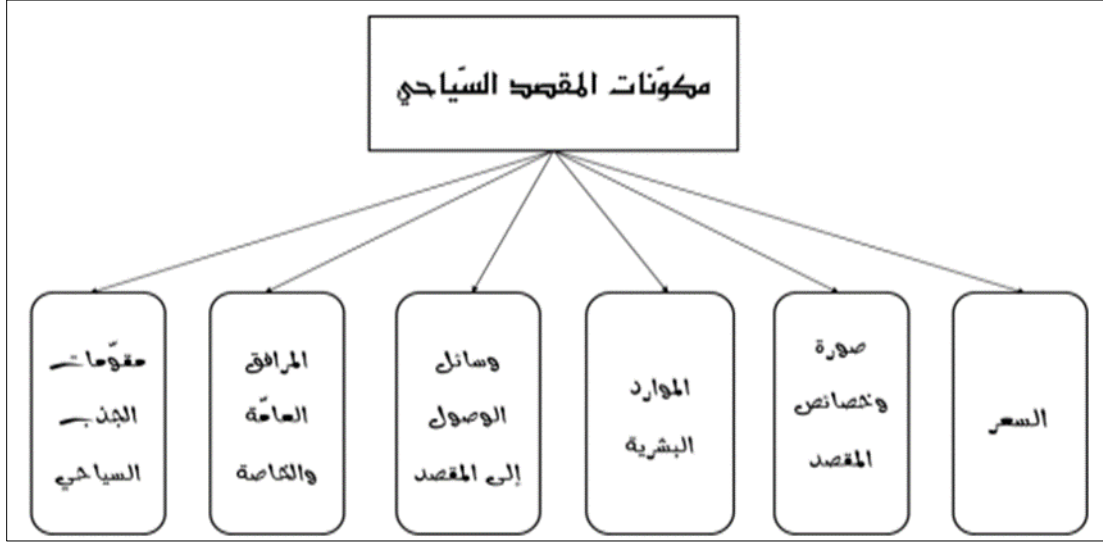 مكوّنات المقصد السّياحي
السعر
صورة
وخصائص
المقصد
الموارد
البشرية
وسائل
الوصول
إلى المقصد
المرافق
العامّة
والخاصة
مقوّمات
الجذب
السياحي